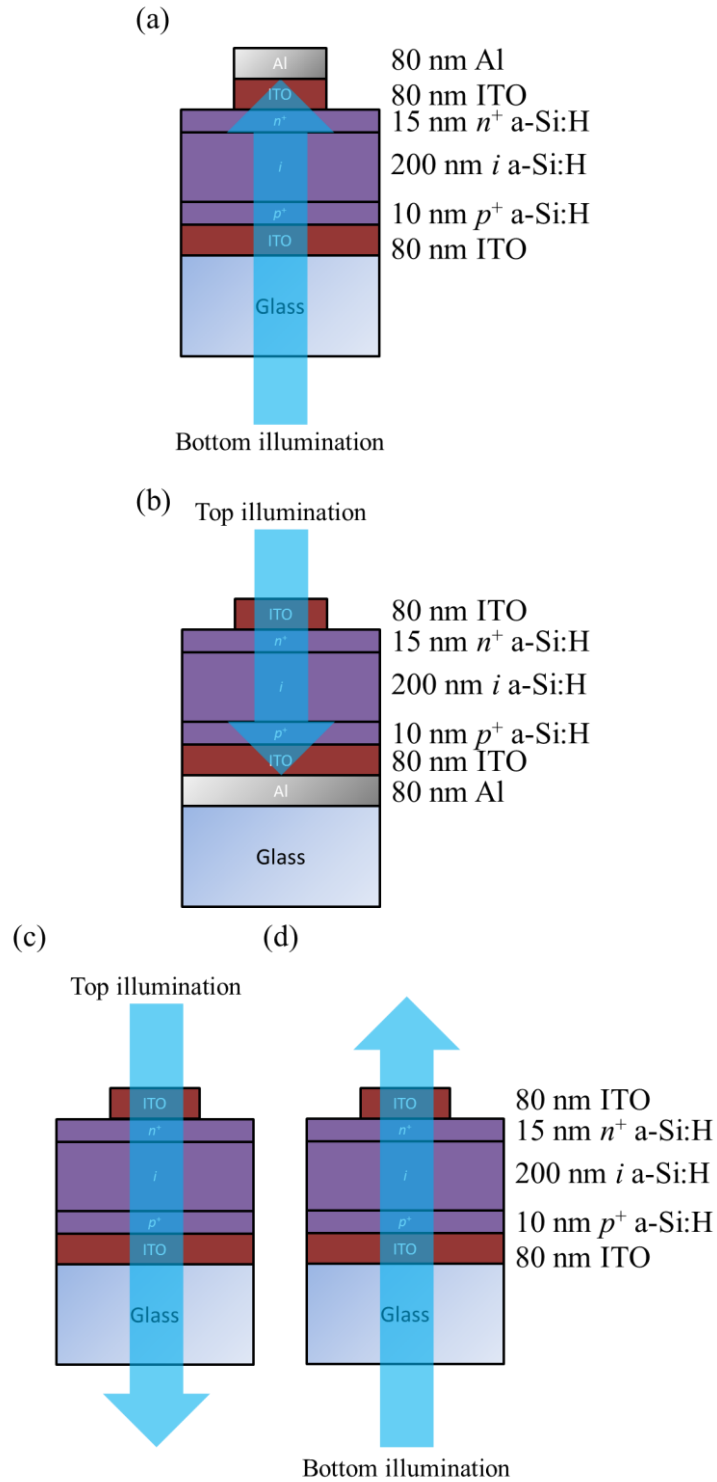 (a)
Al
80 nm Al
ITO
80 nm ITO
n+
15 nm n+ a-Si:H
i
200 nm i a-Si:H
p+
10 nm p+ a-Si:H
ITO
80 nm ITO
Glass
Bottom illumination
(b)
Top illumination
ITO
80 nm ITO
n+
15 nm n+ a-Si:H
i
200 nm i a-Si:H
p+
10 nm p+ a-Si:H
ITO
80 nm ITO
Al
80 nm Al
Glass
(c)
Top illumination
ITO
n+
i
p+
ITO
Glass
(d)
ITO
80 nm ITO
n+
15 nm n+ a-Si:H
i
200 nm i a-Si:H
p+
10 nm p+ a-Si:H
ITO
80 nm ITO
Glass
Bottom illumination